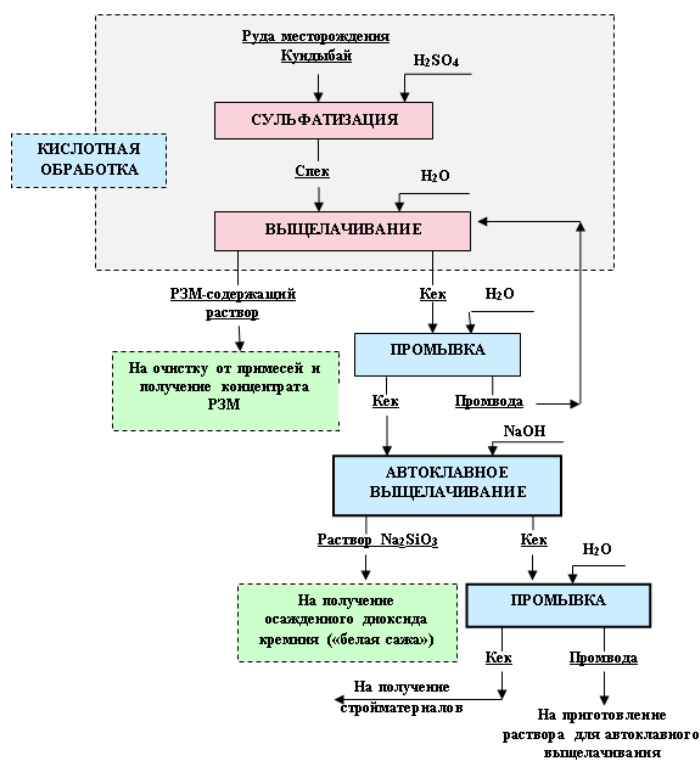 Руда месторождения
Кундыбай
H₂SO₄
СУЛЬФАТИЗАЦИЯ
КИСЛОТНАЯ
ОБРАБОТКА
Спек
H₂O
ВЫЩЕЛАЧИВАНИЕ
РЗМ-содержащий
раствор
Кек
H₂O
ПРОМЫВКА
На очистку от примесей и
получение концентрата
РЗМ
Кек
Промвода
NaOH
АВТОКЛАВНОЕ
ВЫЩЕЛАЧИВАНИЕ
Раствор Na₂SiO₃
Кек
H₂O
На получение
осажденного диоксида
кремния («белая сажа»)
ПРОМЫВКА
Кек
Промвода
На получение
стройматериалов
На приготовление
раствора для автоклавного
выщелачивания